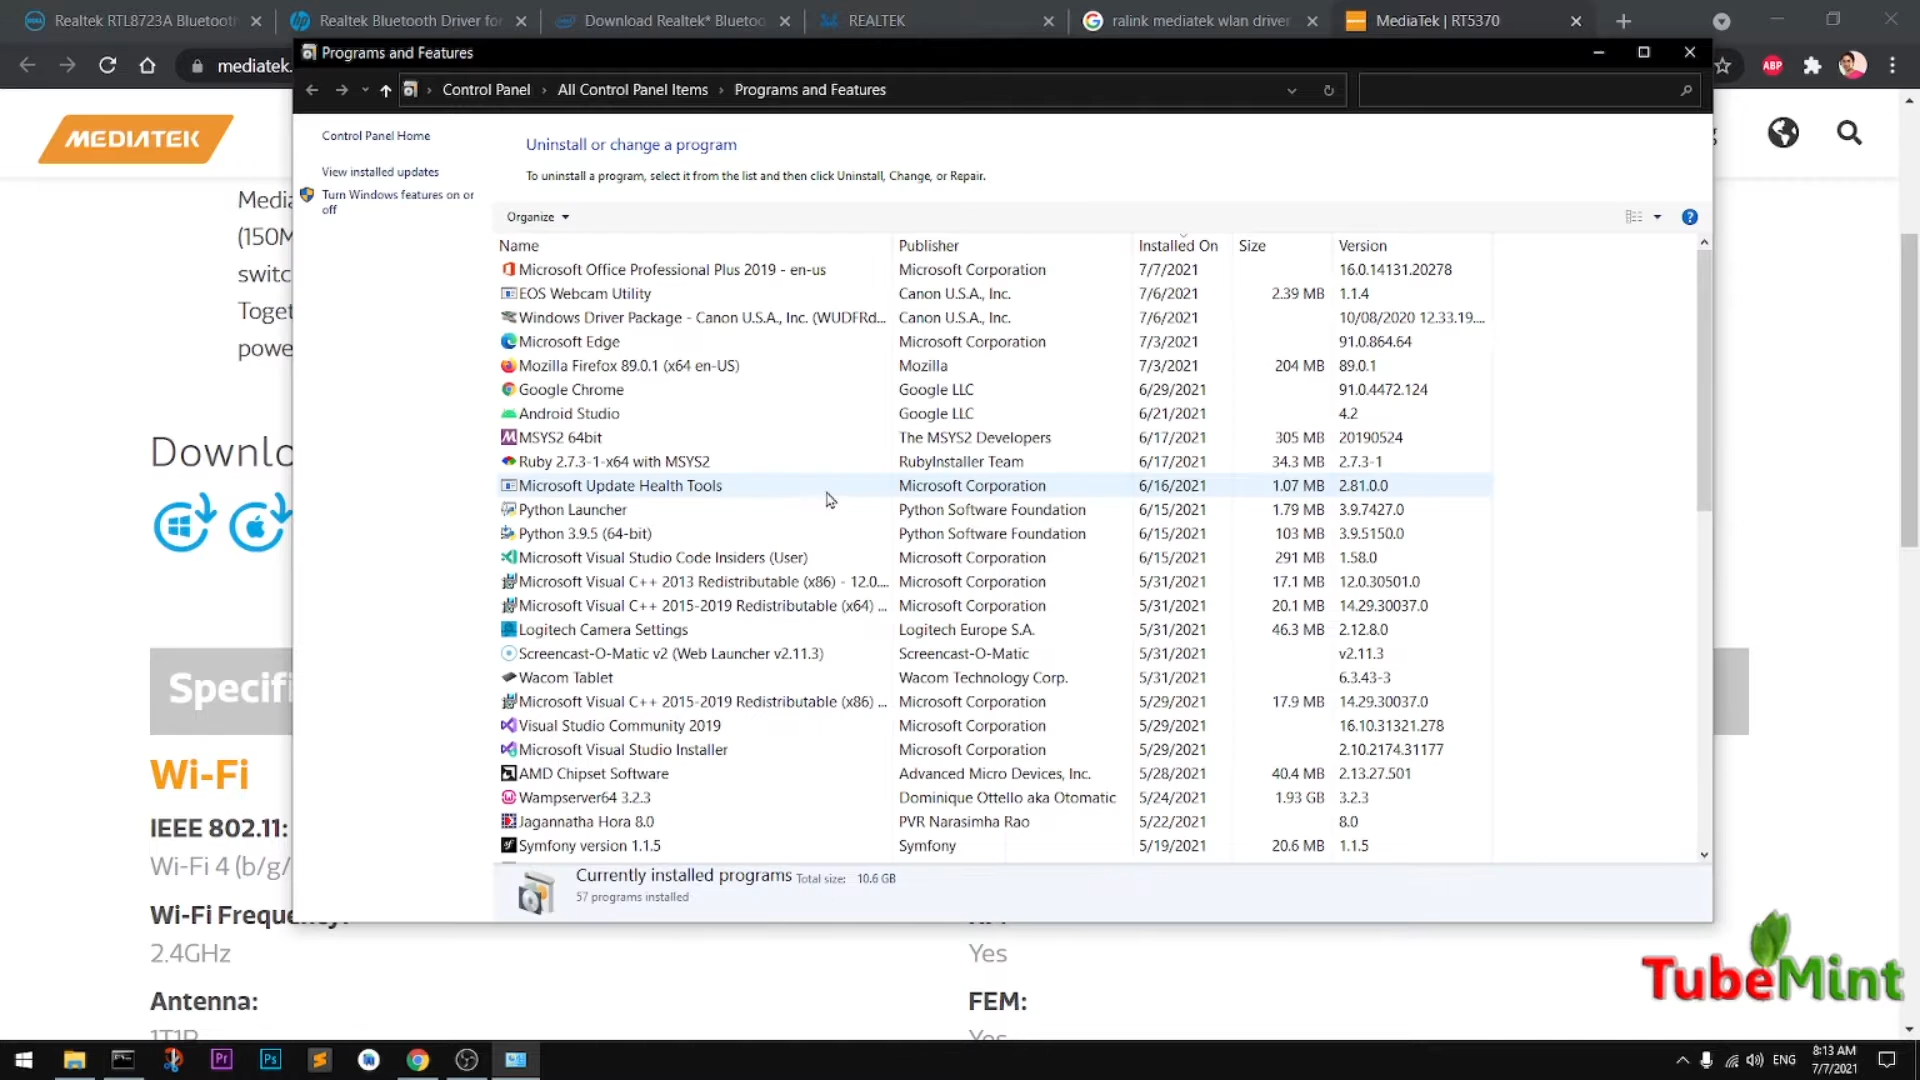 Realtek RTL8723A Bluetooth
Realtek Bluetooth Driver for
Download Realtek* Bluetoo
REALTEK
ralink mediatek wlan driver
MediaTek | RT5370
mediatek.
ABP
Programs and Features
Control Panel › All Control Panel Items › Programs and Features
MEDIATEK
Control Panel Home
View installed updates
Turn Windows features on or
off
Uninstall or change a program
To uninstall a program, select it from the list and then click Uninstall, Change, or Repair.
Organize
Name Publisher Installed On Size Version
Microsoft Office Professional Plus 2019 - en-us Microsoft Corporation 7/7/2021 16.0.14131.20278
EOS Webcam Utility Canon U.S.A., Inc. 7/6/2021 2.39 MB 1.1.4
Windows Driver Package - Canon U.S.A., Inc. (WUDFRd... Canon U.S.A., Inc. 7/6/2021 10/08/2020 12.33.19....
Microsoft Edge Microsoft Corporation 7/3/2021 91.0.864.64
Mozilla Firefox 89.0.1 (x64 en-US) Mozilla 7/3/2021 204 MB 89.0.1
Google Chrome Google LLC 6/29/2021 91.0.4472.124
Android Studio Google LLC 6/21/2021 4.2
MSYS2 64bit The MSYS2 Developers 6/17/2021 305 MB 20190524
Ruby 2.7.3-1-x64 with MSYS2 RubyInstaller Team 6/17/2021 34.3 MB 2.7.3-1
Microsoft Update Health Tools Microsoft Corporation 6/16/2021 1.07 MB 2.81.0.0
Python Launcher Python Software Foundation 6/15/2021 1.79 MB 3.9.7427.0
Python 3.9.5 (64-bit) Python Software Foundation 6/15/2021 103 MB 3.9.5150.0
Microsoft Visual Studio Code Insiders (User) Microsoft Corporation 6/15/2021 291 MB 1.58.0
Microsoft Visual C++ 2013 Redistributable (x86) - 12.0.... Microsoft Corporation 5/31/2021 17.1 MB 12.0.30501.0
Microsoft Visual C++ 2015-2019 Redistributable (x64) ... Microsoft Corporation 5/31/2021 20.1 MB 14.29.30037.0
Logitech Camera Settings Logitech Europe S.A. 5/31/2021 46.3 MB 2.12.8.0
Screencast-O-Matic v2 (Web Launcher v2.11.3) Screencast-O-Matic 5/31/2021 v2.11.3
Wacom Tablet Wacom Technology Corp. 5/31/2021 6.3.43-3
Microsoft Visual C++ 2015-2019 Redistributable (x86) ... Microsoft Corporation 5/29/2021 17.9 MB 14.29.30037.0
Visual Studio Community 2019 Microsoft Corporation 5/29/2021 16.10.31321.278
Microsoft Visual Studio Installer Microsoft Corporation 5/29/2021 2.10.2174.31177
AMD Chipset Software Advanced Micro Devices, Inc. 5/28/2021 40.4 MB 2.13.27.501
Wampserver64 3.2.3 Dominique Ottello aka Otomatic 5/24/2021 1.93 GB 3.2.3
Jagannatha Hora 8.0 PVR Narasimha Rao 5/22/2021 8.0
Symfony version 1.1.5 Symfony 5/19/2021 20.6 MB 1.1.5
Currently installed programs Total size: 10.6 GB
57 programs installed
Media
(150M
switc
Toget
powe
Downlo
Specifi
Wi-Fi
IEEE 802.11:
Wi-Fi 4 (b/g/
Wi-Fi Frequency:
2.4GHz
Yes
Antenna:
1T1R
FEM:
Yes
TubeMint
Pr
Ps
ENG
8:13 AM
7/7/2021